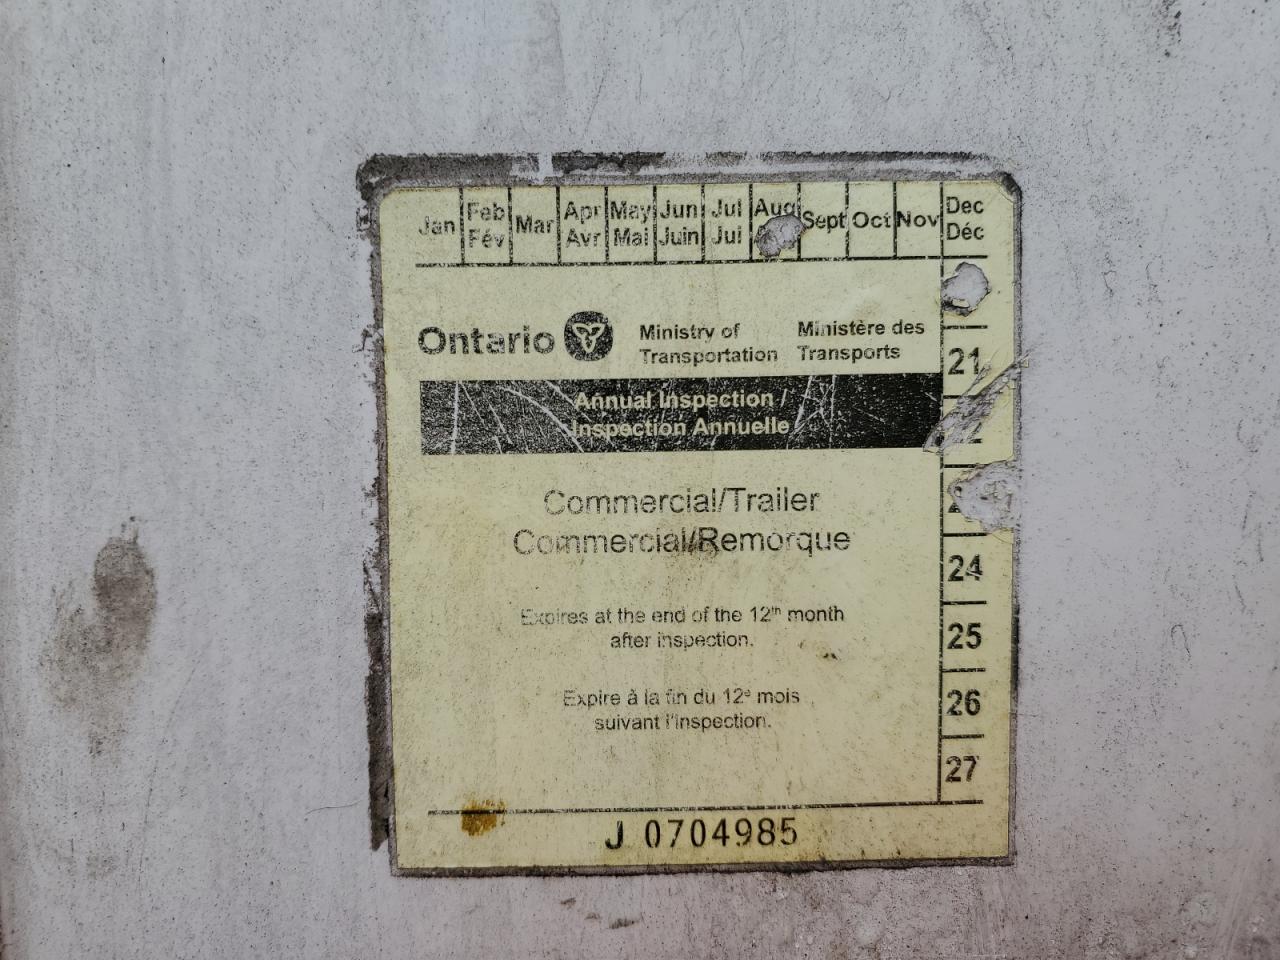 Jan Feb Mar Apr May Jun Jul Aug Sept Oct Nov Dec
Fév Avr Mai Juin Jul Déc
Ontario Ministry of Ministère des
Transportation Transports
21
Annual Inspection /
Inspection Annuelle
Commercial/Trailer
Commercial/Remorque
24
Expires at the end of the 12th month
after inspection.
25
Expire à la fin du 12e mois
suivant l'inspection.
26
27
J 0704985